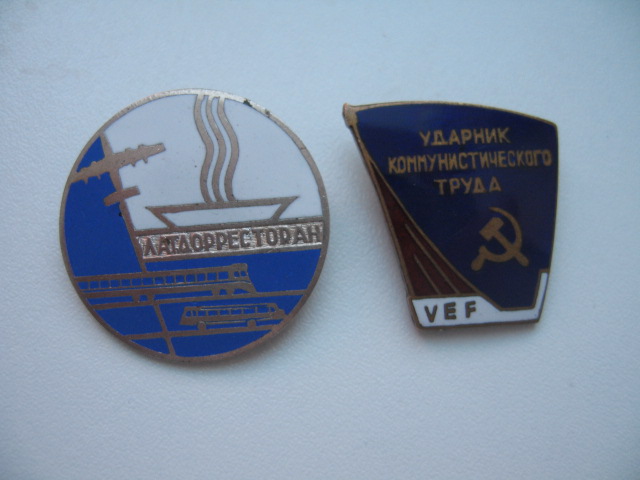 ЛАТДОРРЕСТОРАН
УДАРНИК
КОММУНИСТИЧЕСКОГО
ТРУДА
VEF